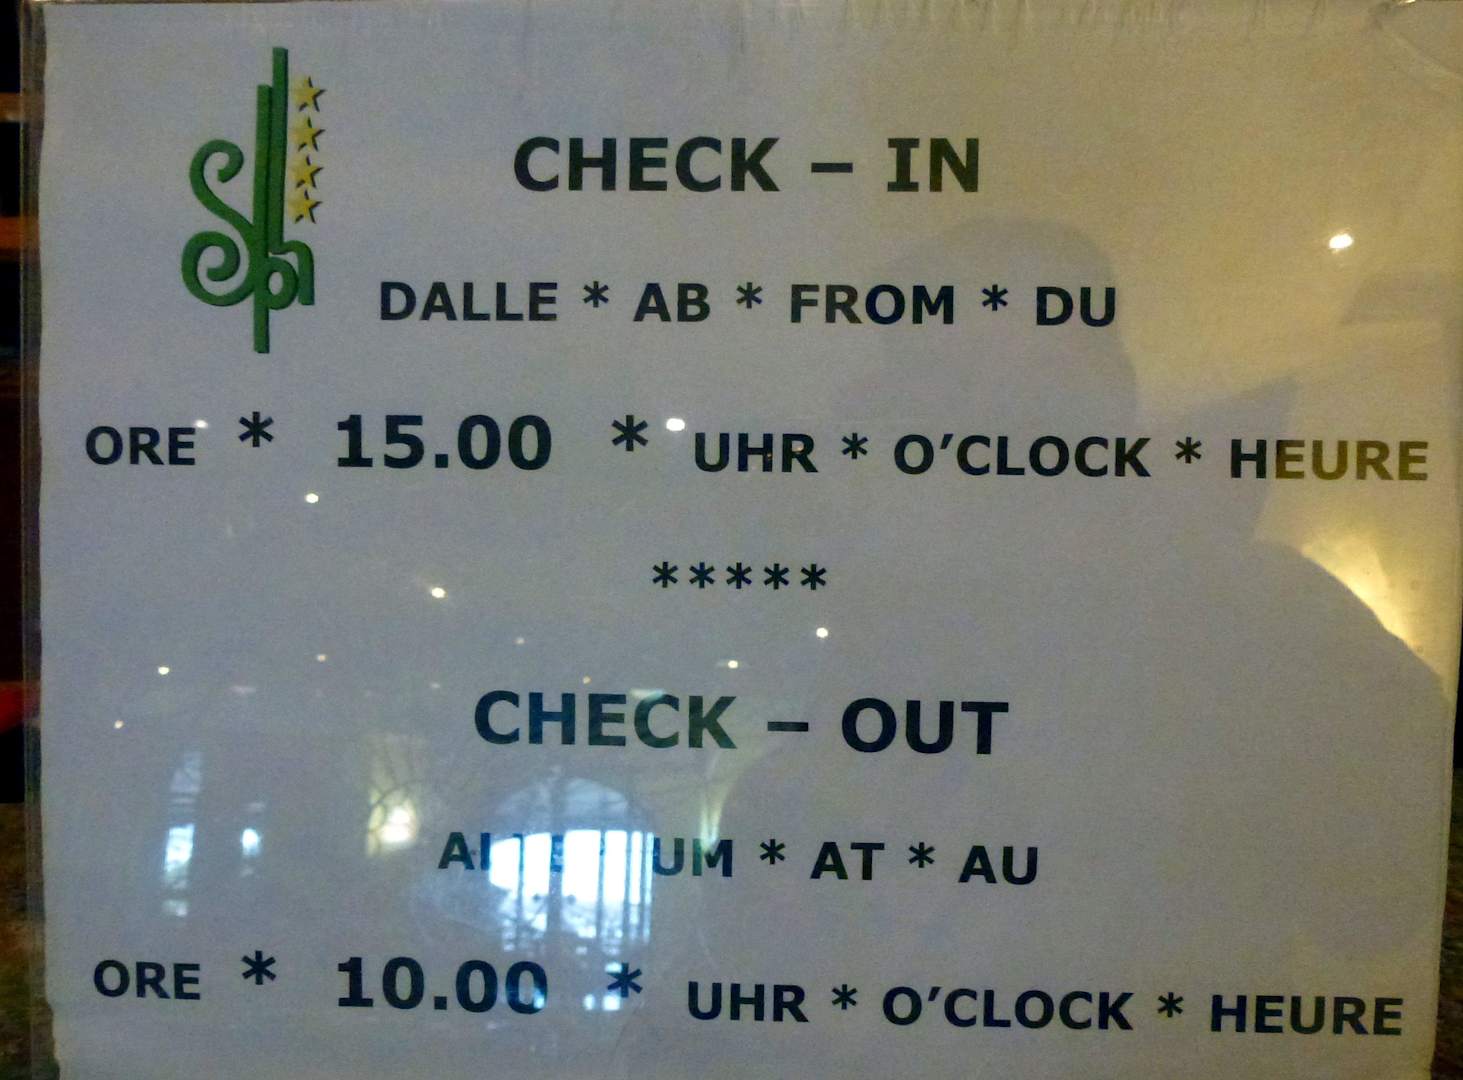 CHECK – IN
DALLE * AB * FROM * DU
ORE * 15.00 * UHR * O’CLOCK * HEURE
*****
CHECK – OUT
* UM * AT * AU
ORE * 10.00 * UHR * O’CLOCK * HEURE